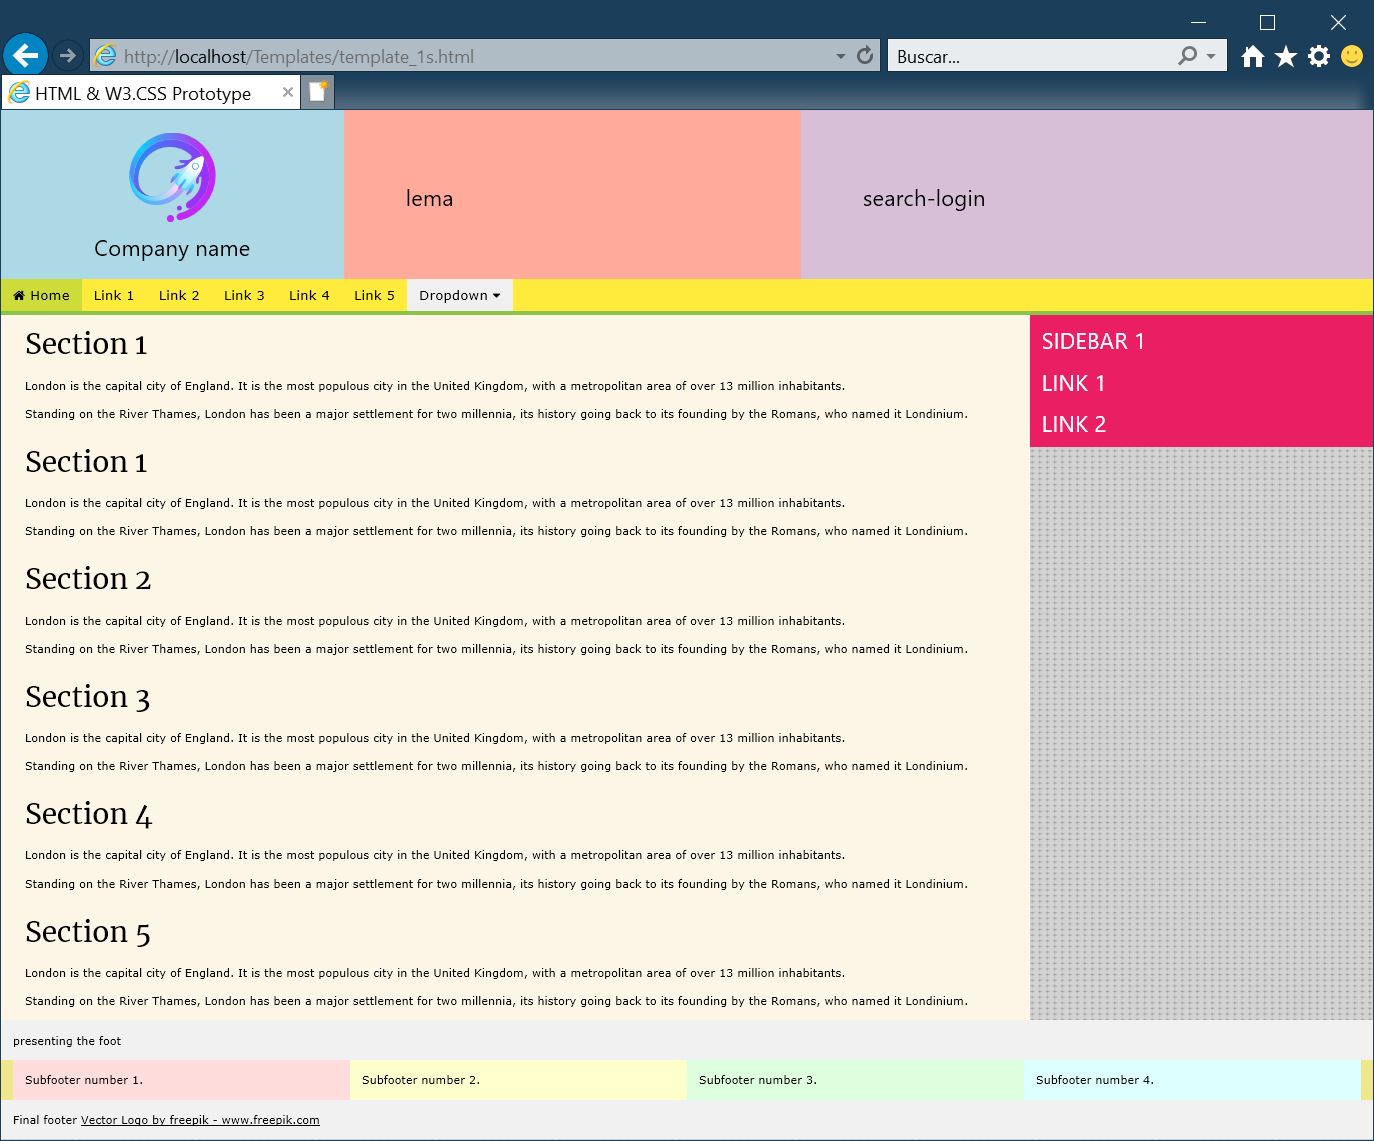 http://localhost/Templates/template_1s.html
Buscar...
HTML & W3.CSS Prototype
Company name
lema
search-login
Home Link 1 Link 2 Link 3 Link 4 Link 5 Dropdown
Section 1
London is the capital city of England. It is the most populous city in the United Kingdom, with a metropolitan area of over 13 million inhabitants.
Standing on the River Thames, London has been a major settlement for two millennia, its history going back to its founding by the Romans, who named it Londinium.
Section 1
London is the capital city of England. It is the most populous city in the United Kingdom, with a metropolitan area of over 13 million inhabitants.
Standing on the River Thames, London has been a major settlement for two millennia, its history going back to its founding by the Romans, who named it Londinium.
Section 2
London is the capital city of England. It is the most populous city in the United Kingdom, with a metropolitan area of over 13 million inhabitants.
Standing on the River Thames, London has been a major settlement for two millennia, its history going back to its founding by the Romans, who named it Londinium.
Section 3
London is the capital city of England. It is the most populous city in the United Kingdom, with a metropolitan area of over 13 million inhabitants.
Standing on the River Thames, London has been a major settlement for two millennia, its history going back to its founding by the Romans, who named it Londinium.
Section 4
London is the capital city of England. It is the most populous city in the United Kingdom, with a metropolitan area of over 13 million inhabitants.
Standing on the River Thames, London has been a major settlement for two millennia, its history going back to its founding by the Romans, who named it Londinium.
Section 5
London is the capital city of England. It is the most populous city in the United Kingdom, with a metropolitan area of over 13 million inhabitants.
Standing on the River Thames, London has been a major settlement for two millennia, its history going back to its founding by the Romans, who named it Londinium.
SIDEBAR 1
LINK 1
LINK 2
presenting the foot
Subfooter number 1.
Subfooter number 2.
Subfooter number 3.
Subfooter number 4.
Final footer Vector Logo by freepik - www.freepik.com